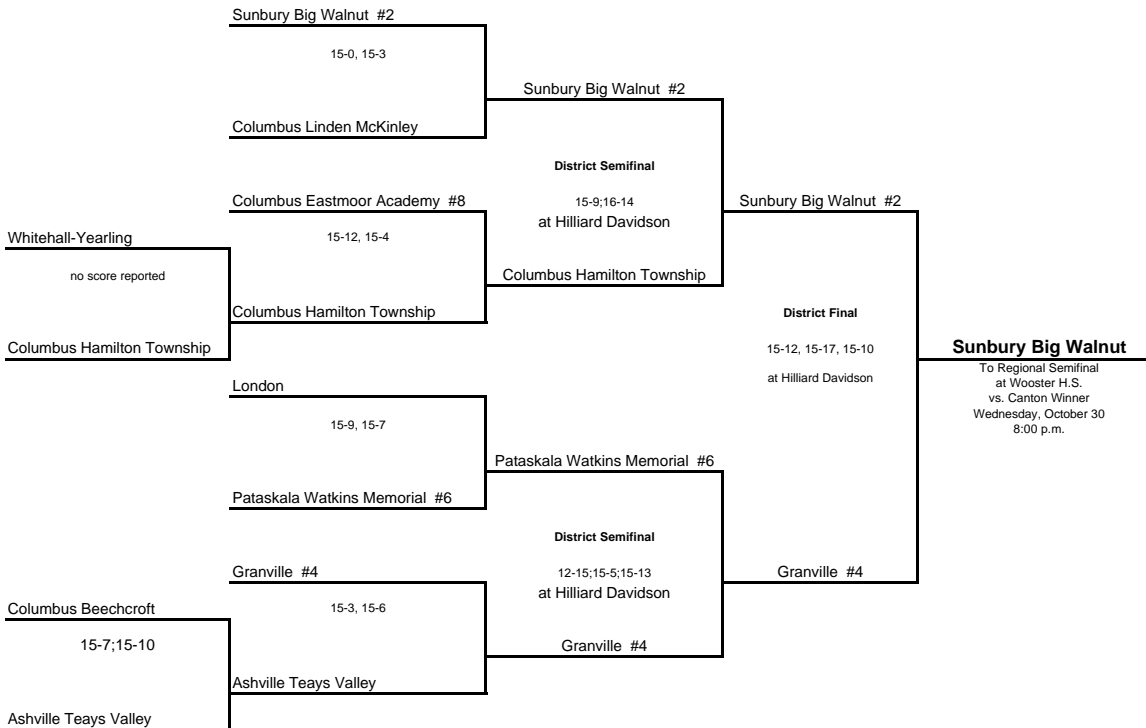 Sunbury Big Walnut #2
15-0, 15-3
Sunbury Big Walnut #2
Columbus Linden McKinley
District Semifinal
Columbus Eastmoor Academy #8
15-9;16-14
Sunbury Big Walnut #2
at Hilliard Davidson
Whitehall-Yearling
15-12, 15-4
no score reported
Columbus Hamilton Township
Columbus Hamilton Township
District Final
Columbus Hamilton Township
15-12, 15-17, 15-10
Sunbury Big Walnut
To Regional Semifinal
at Hilliard Davidson
at Wooster H.S.
London
vs. Canton Winner
Wednesday, October 30
15-9, 15-7
8:00 p.m.
Pataskala Watkins Memorial #6
Pataskala Watkins Memorial #6
District Semifinal
Granville #4
12-15;15-5;15-13
Granville #4
at Hilliard Davidson
Columbus Beechcroft
15-3, 15-6
15-7;15-10
Granville #4
Ashville Teays Valley
Ashville Teays Valley